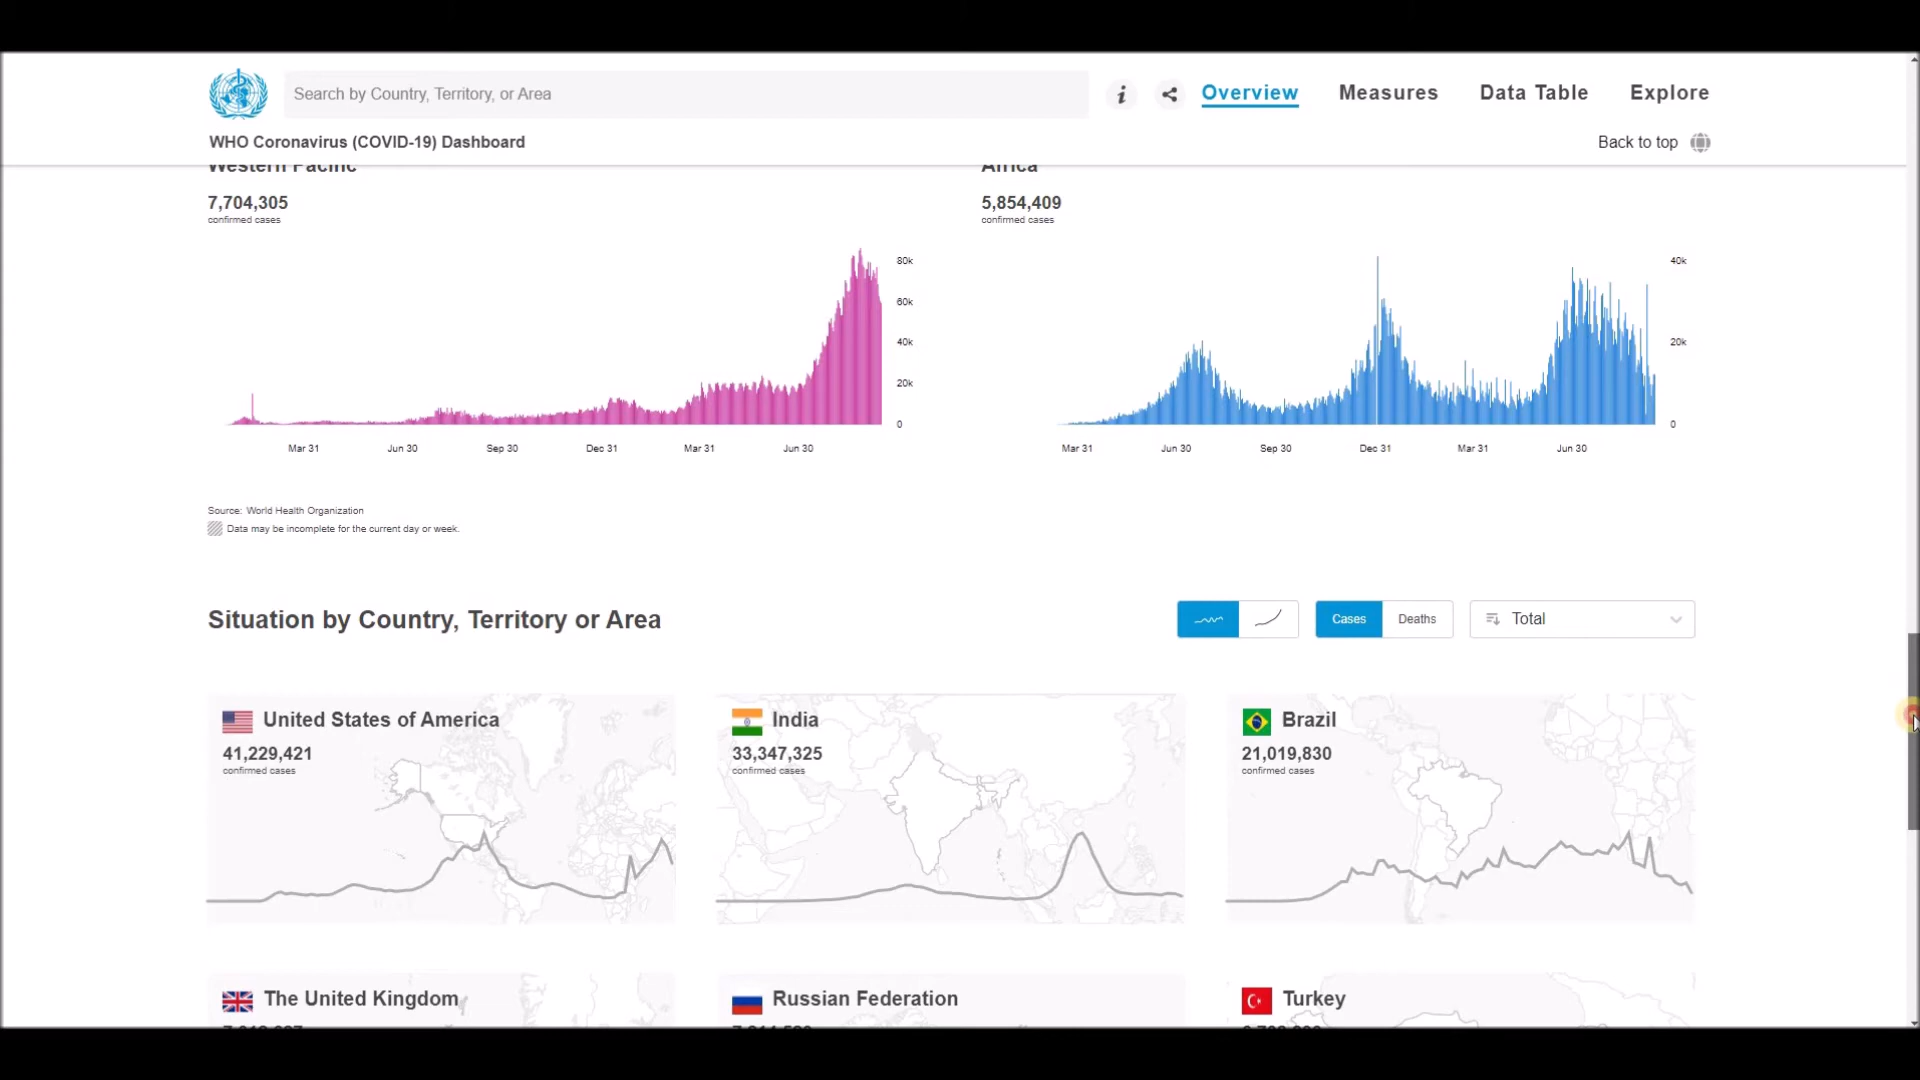 Search by Country, Territory, or Area
i
Overview
Measures
Data Table
Explore
WHO Coronavirus (COVID-19) Dashboard
Back to top
Western Pacific
Africa
7,704,305
confirmed cases
5,854,409
confirmed cases
80k
60k
40k
20k
0
Mar 31
Jun 30
Sep 30
Dec 31
Mar 31
Jun 30
40k
20k
0
Mar 31
Jun 30
Sep 30
Dec 31
Mar 31
Jun 30
Source: World Health Organization
Data may be incomplete for the current day or week.
Situation by Country, Territory or Area
Cases
Deaths
Total
United States of America
41,229,421
confirmed cases
India
33,347,325
confirmed cases
Brazil
21,019,830
confirmed cases
The United Kingdom
Russian Federation
Turkey